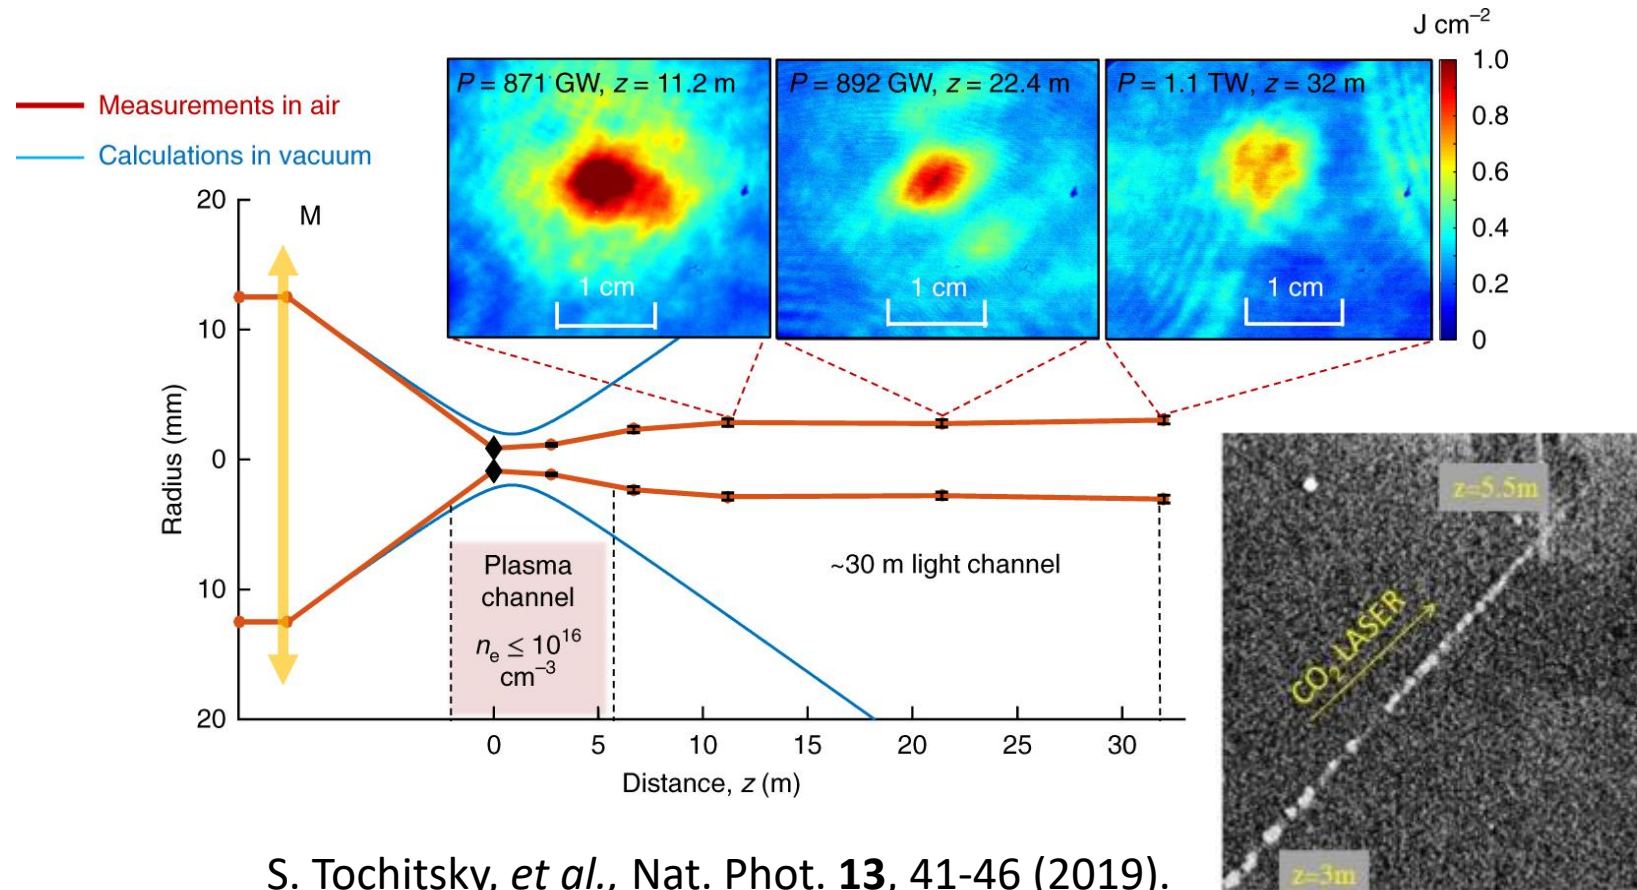 J cm⁻²
P = 871 GW, z = 11.2 m
P = 892 GW, z = 22.4 m
P = 1.1 TW, z = 32 m
1.0
0.8
0.6
0.4
0.2
0
1 cm
1 cm
1 cm
Measurements in air
Calculations in vacuum
M
20
10
0
10
20
Radius (mm)
Plasma
channel
nₑ ≤ 10¹⁶
cm⁻³
~30 m light channel
0 5 10 15 20 25 30
Distance, z (m)
z=5.5m
CO₂ LASER
z=3m
S. Tochitsky, et al., Nat. Phot. 13, 41-46 (2019).